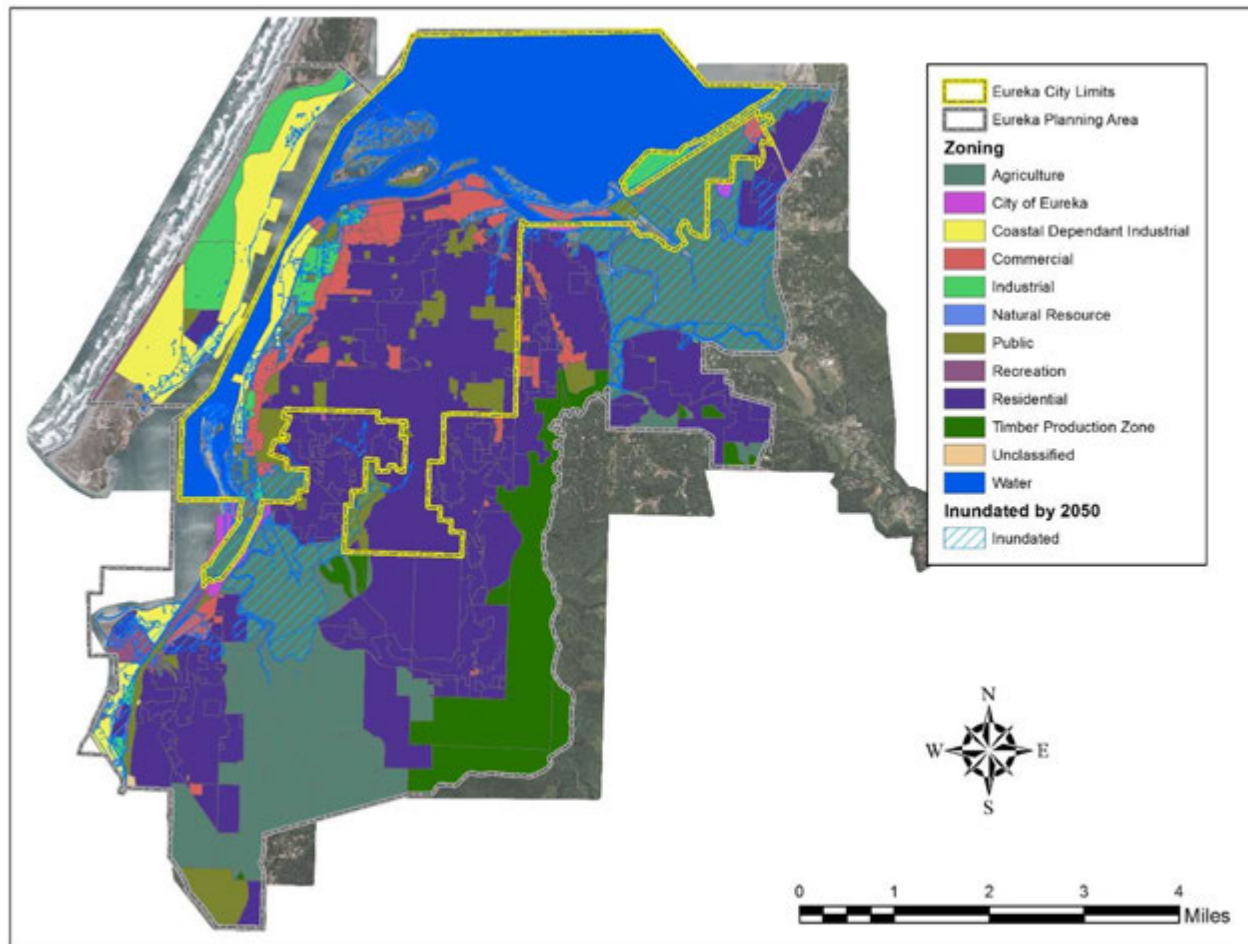 Eureka City Limits
Eureka Planning Area
Zoning
Agriculture
City of Eureka
Coastal Dependant Industrial
Commercial
Industrial
Natural Resource
Public
Recreation
Residential
Timber Production Zone
Unclassified
Water
Inundated by 2050
Inundated
N
W E
S
0 1 2 3 4
Miles